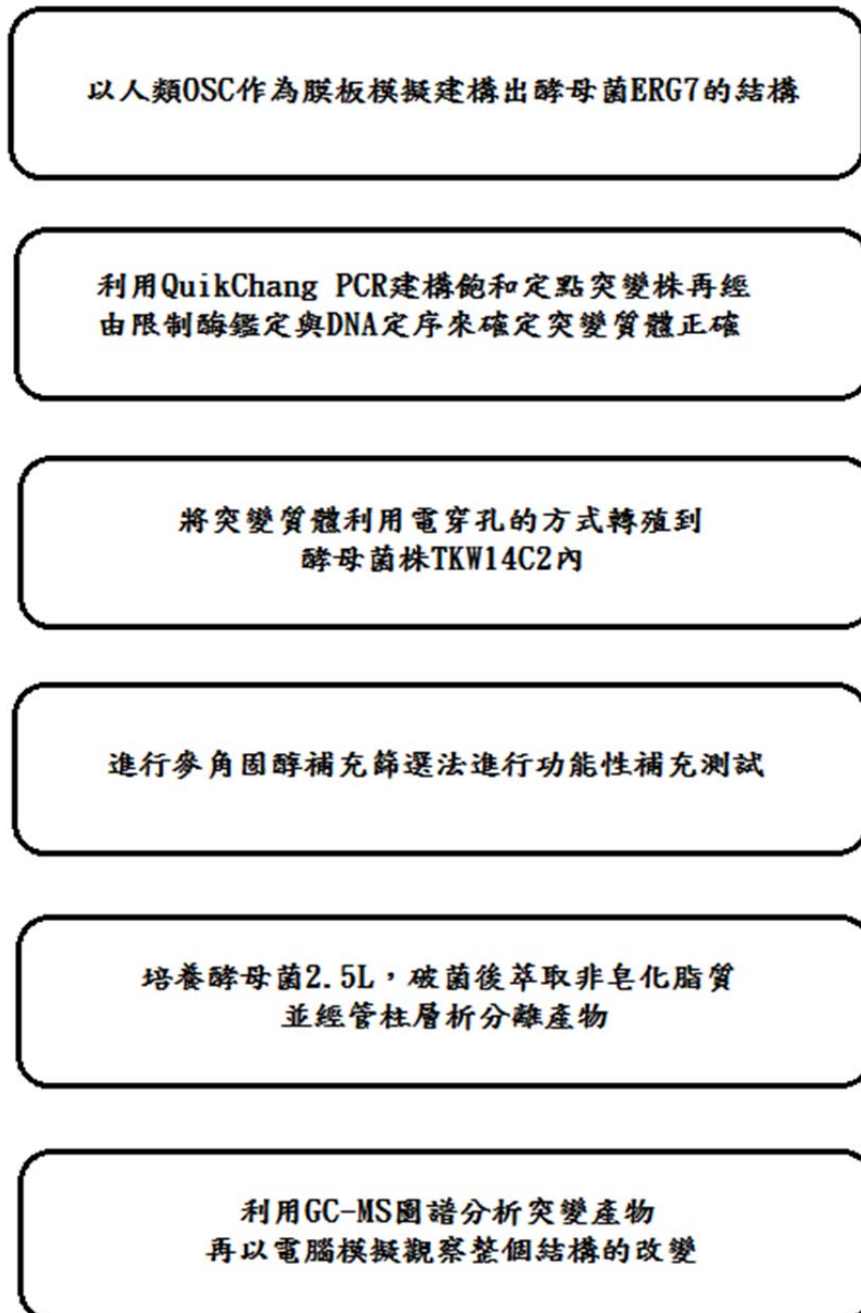 以人類OSC作為膜板模擬建構出酵母菌ERG7的結構
利用QuikChang PCR建構飽和定點突變株再經
由限制酶鑑定與DNA定序來確定突變質體正確
將突變質體利用電穿孔的方式轉殖到
酵母菌株TKW14C2內
進行麥角固醇補充篩選法進行功能性補充測試
培養酵母菌2.5L，破菌後萃取非皂化脂質
並經管柱層析分離產物
利用GC-MS圖譜分析突變產物
再以電腦模擬觀察整個結構的改變